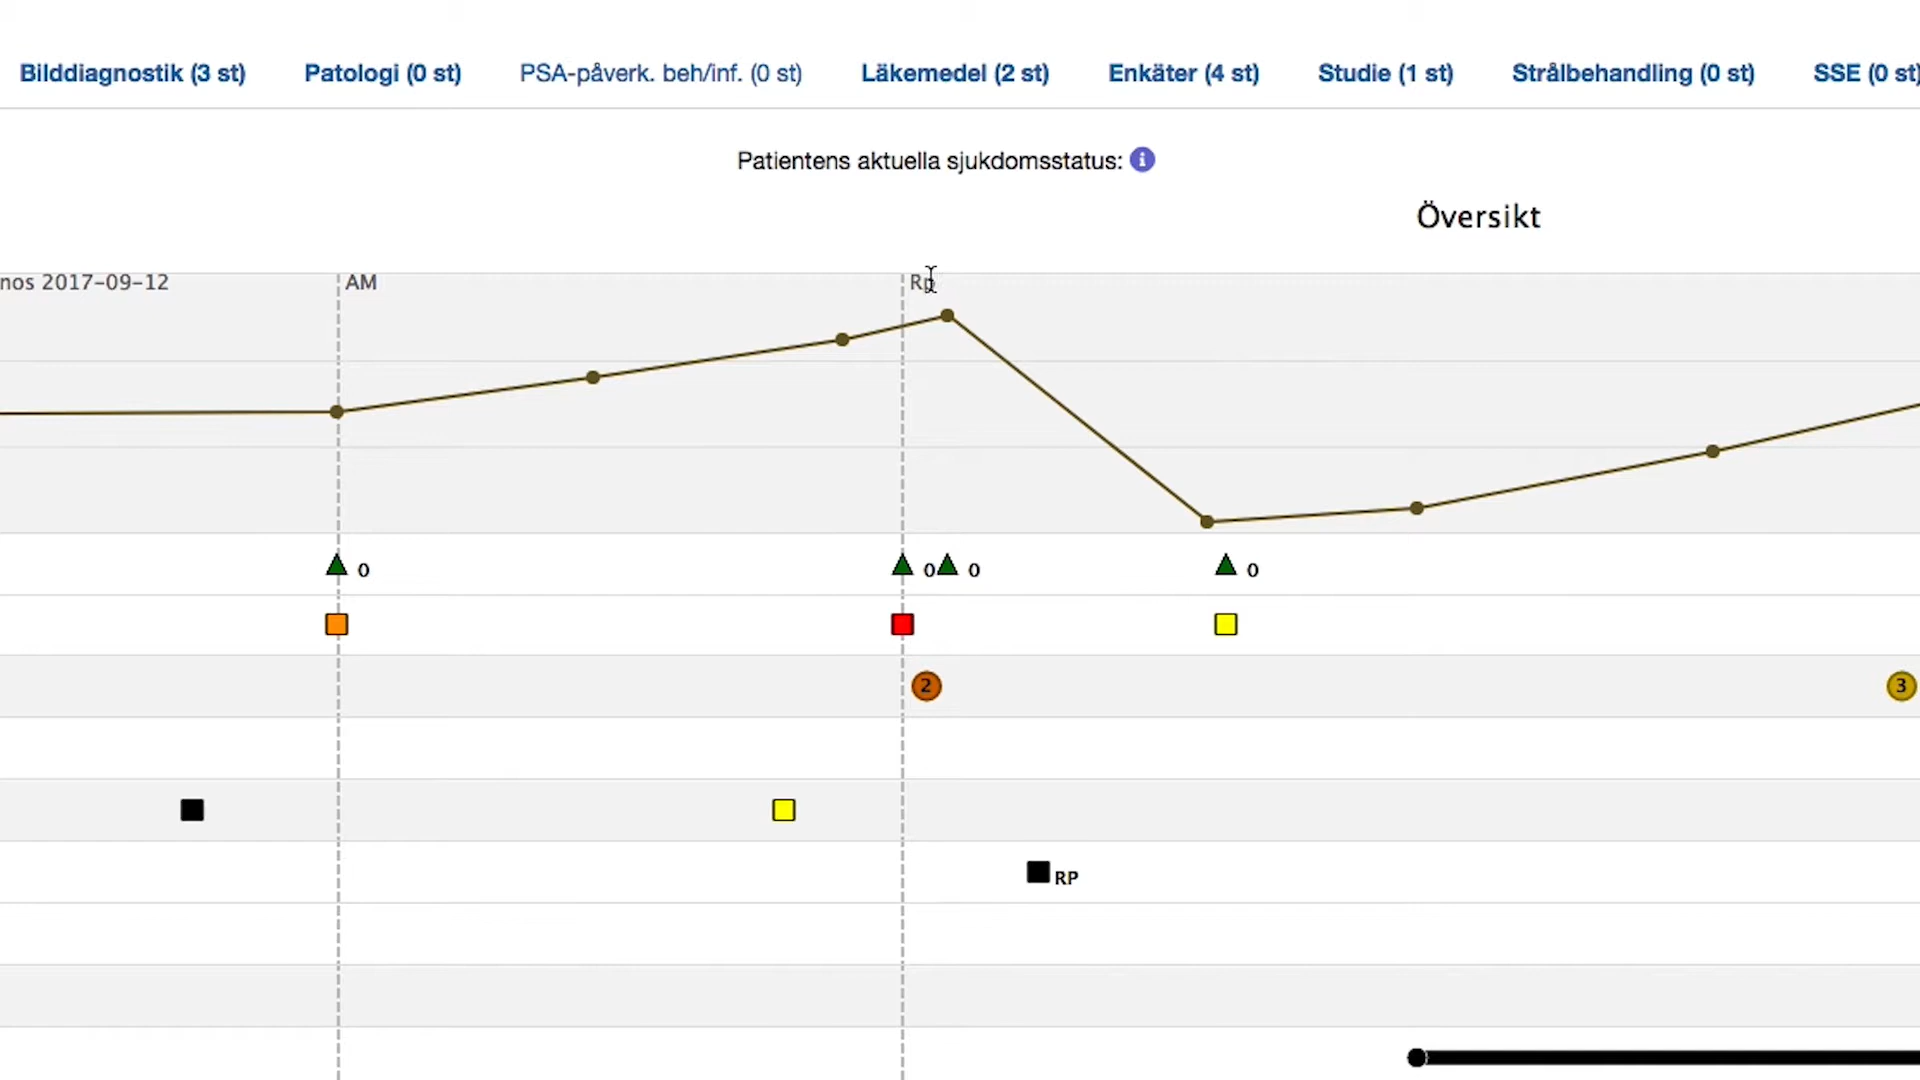 Bilddiagnostik (3 st) Patologi (0 st) PSA-påverk. beh/inf. (0 st) Läkemedel (2 st) Enkäter (4 st) Studie (1 st) Strålbehandling (0 st) SSE (0 st)
Patientens aktuella sjukdomsstatus: i
Översikt
nos 2017-09-12 AM Rp
0 0 0 0
2 3
RP